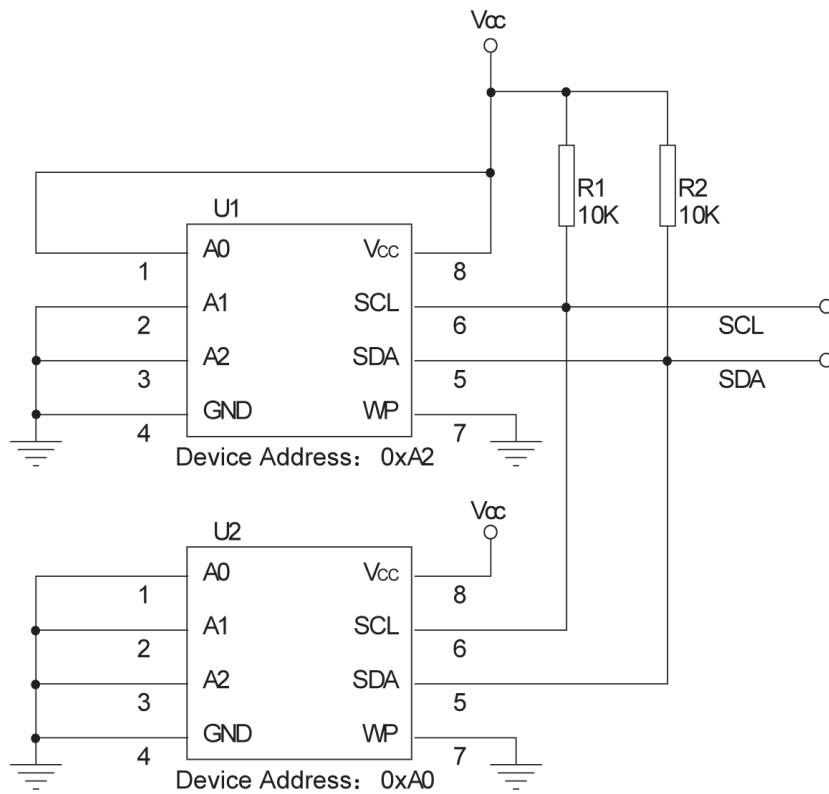 Vcc
R1
10K
R2
10K
U1
1 A0 Vcc 8
2 A1 SCL 6
SCL
3 A2 SDA 5
SDA
4 GND WP 7
Device Address： 0xA2
Vcc
U2
1 A0 Vcc 8
2 A1 SCL 6
3 A2 SDA 5
4 GND WP 7
Device Address： 0xA0